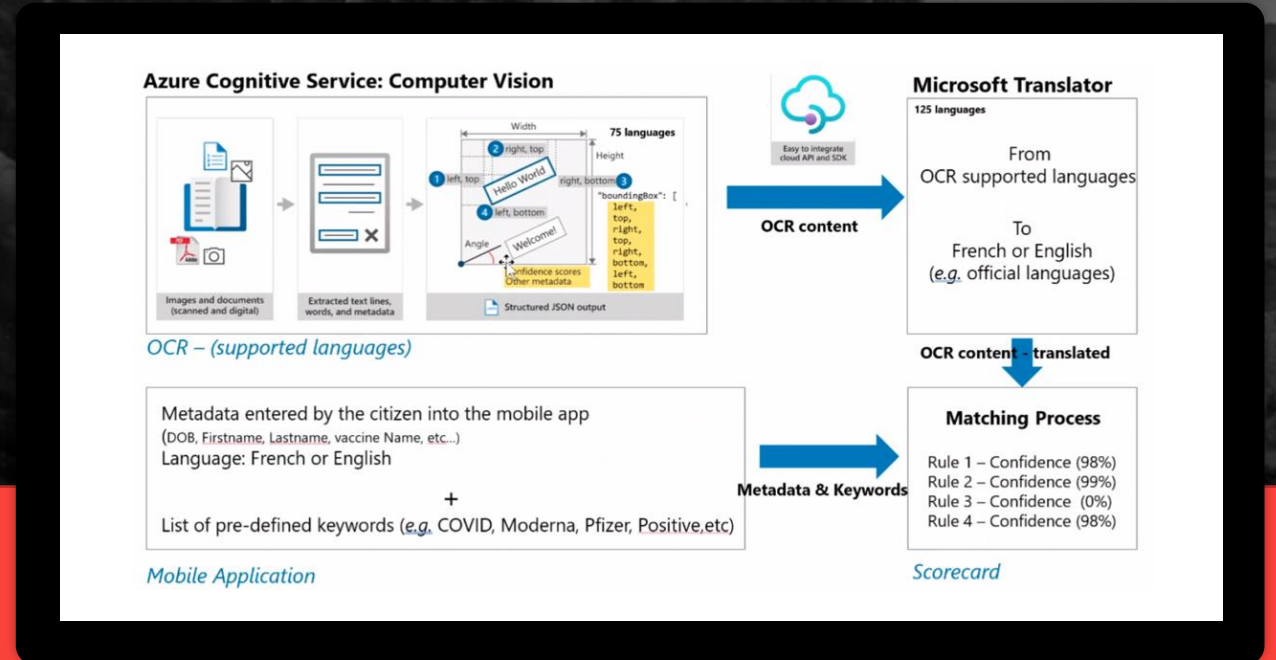 Azure Cognitive Service: Computer Vision
Images and documents
(scanned and digital)
Extracted text lines,
words, and metadata
Width
75 languages
2 right, top
Height
1 left, top
Hello World
right, bottom 3
"boundingBox": [
left,
top,
right,
top,
right,
bottom,
left,
bottom
4 left, bottom
Angle
Welcome!
Confidence scores
Other metadata
Structured JSON output
OCR – (supported languages)
Easy to integrate
cloud API and SDK
OCR content
Microsoft Translator
125 languages
From
OCR supported languages
To
French or English
(e.g. official languages)
OCR content - translated
Metadata entered by the citizen into the mobile app
(DOB, Firstname, Lastname, vaccine Name, etc...)
Language: French or English
+
List of pre-defined keywords (e.g. COVID, Moderna, Pfizer, Positive,etc)
Mobile Application
Metadata & Keywords
Matching Process
Rule 1 – Confidence (98%)
Rule 2 – Confidence (99%)
Rule 3 – Confidence (0%)
Rule 4 – Confidence (98%)
Scorecard